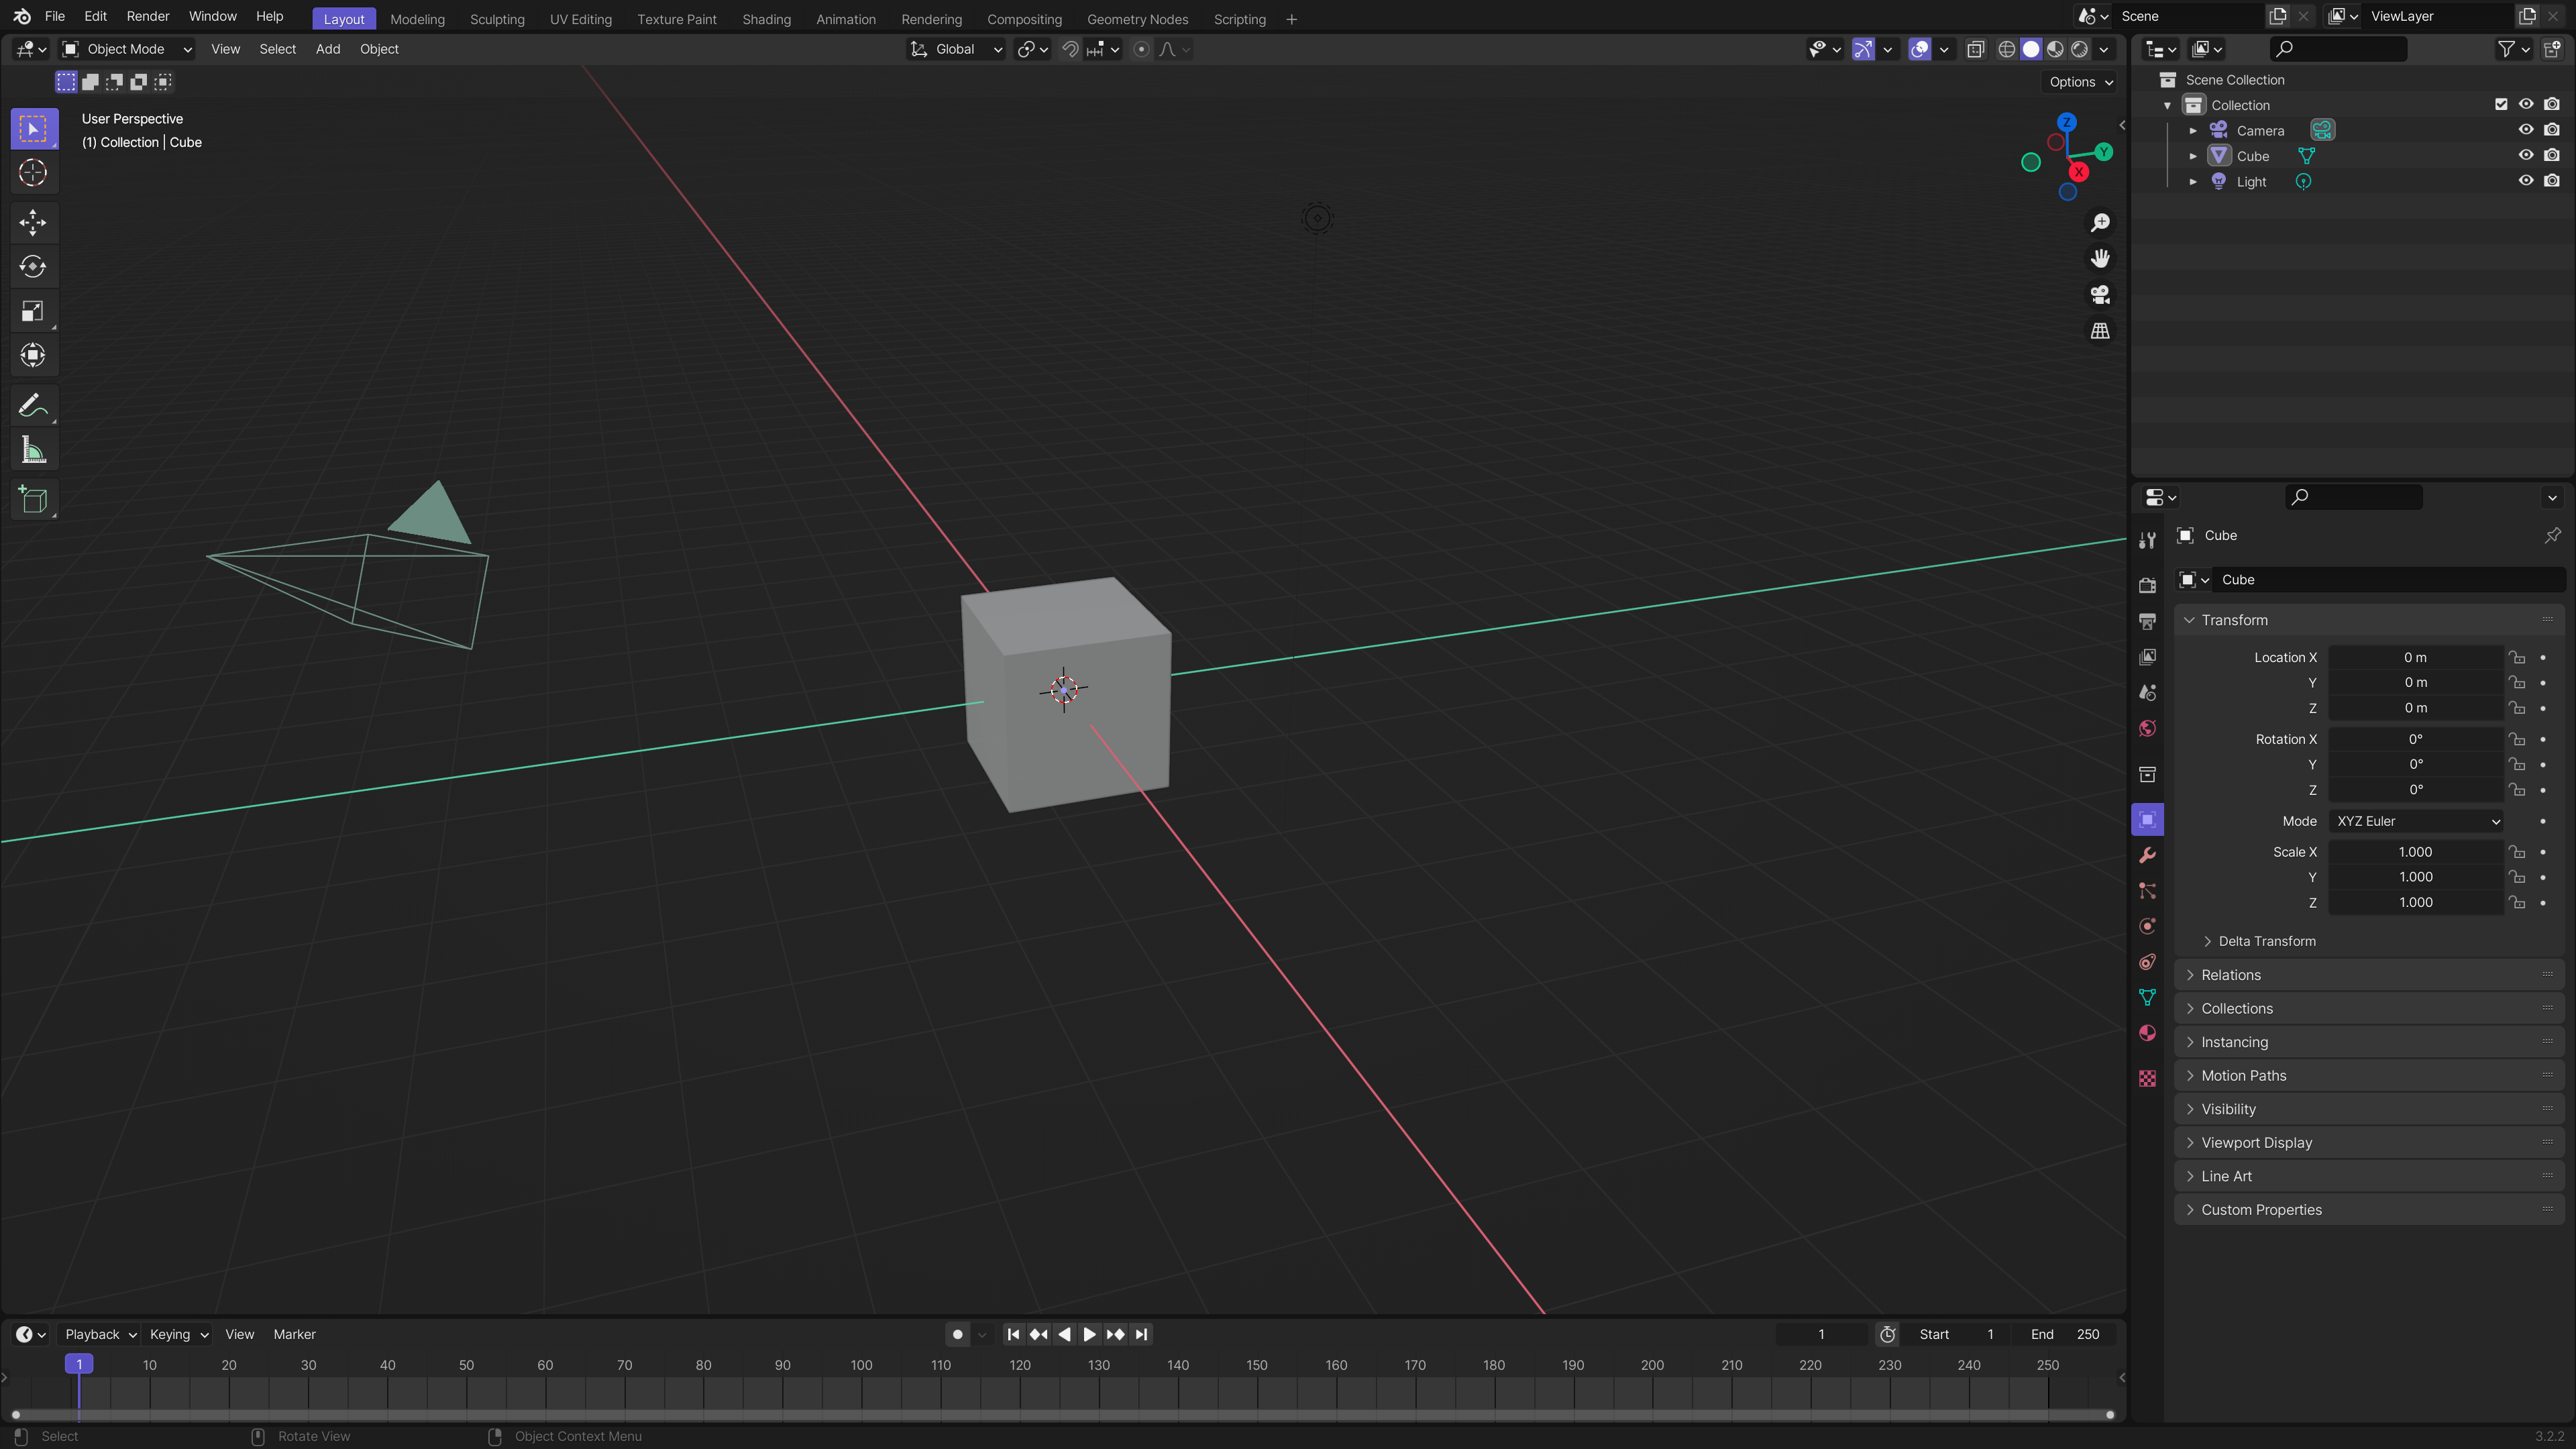 File Edit Render Window Help Layout Modeling Sculpting UV Editing Texture Paint Shading Animation Rendering Compositing Geometry Nodes Scripting + Scene ViewLayer
Object Mode View Select Add Object Global
Options
User Perspective
(1) Collection | Cube
Z
Y
X
Scene Collection
Collection
Camera
Cube
Light
Cube
Cube
Transform
Location X 0 m
Y 0 m
Z 0 m
Rotation X 0°
Y 0°
Z 0°
Mode XYZ Euler
Scale X 1.000
Y 1.000
Z 1.000
Delta Transform
Relations
Collections
Instancing
Motion Paths
Visibility
Viewport Display
Line Art
Custom Properties
Playback Keying View Marker 1 Start 1 End 250
1 10 20 30 40 50 60 70 80 90 100 110 120 130 140 150 160 170 180 190 200 210 220 230 240 250
Select Rotate View Object Context Menu 3.2.2